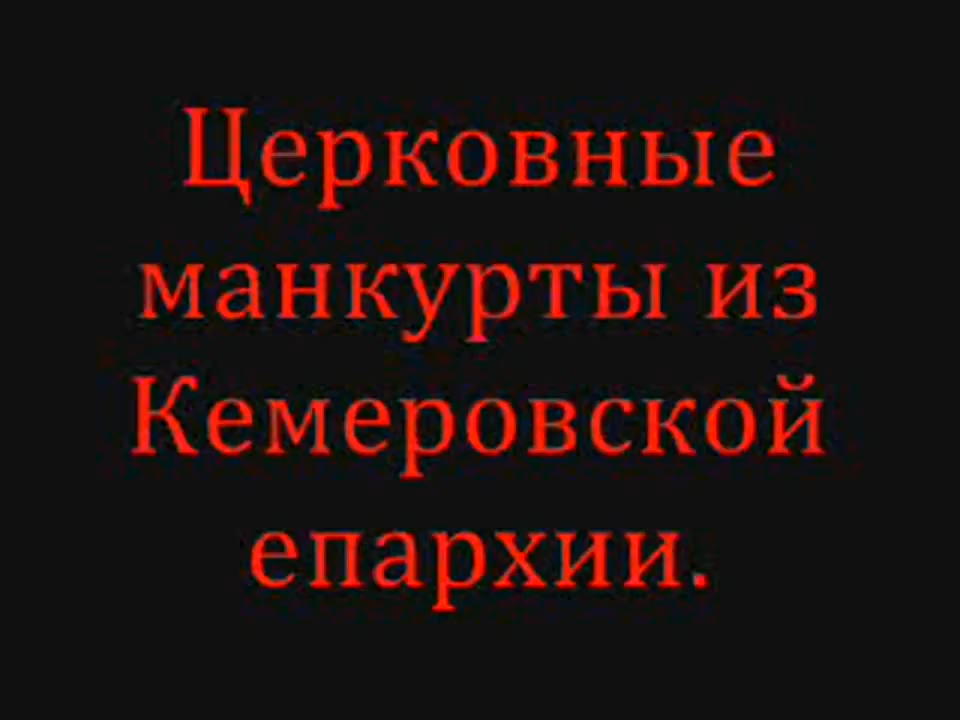 Церковные
манкурты из
Кемеровской
епархии.